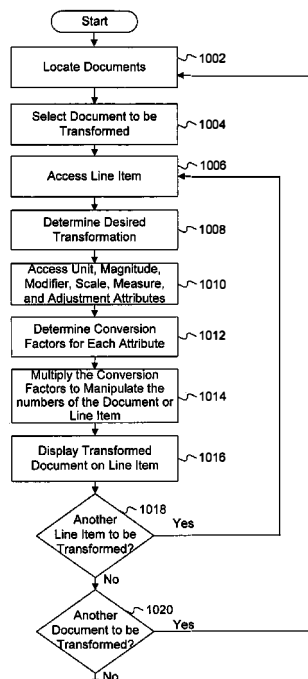 Start
Locate Documents
1002
Select Document to be
Transformed
1004
Access Line Item
1006
Determine Desired
Transformation
1008
Access Unit, Magnitude,
Modifier, Scale, Measure,
and Adjustment Attributes
1010
Determine Conversion
Factors for Each Attribute
1012
Multiply the Conversion
Factors to Manipulate the
numbers of the Document or
Line Item
1014
Display Transformed
Document on Line Item
1016
1018
Another
Line Item to be
Transformed?
Yes
No
1020
Another
Document to be
Transformed?
Yes
No